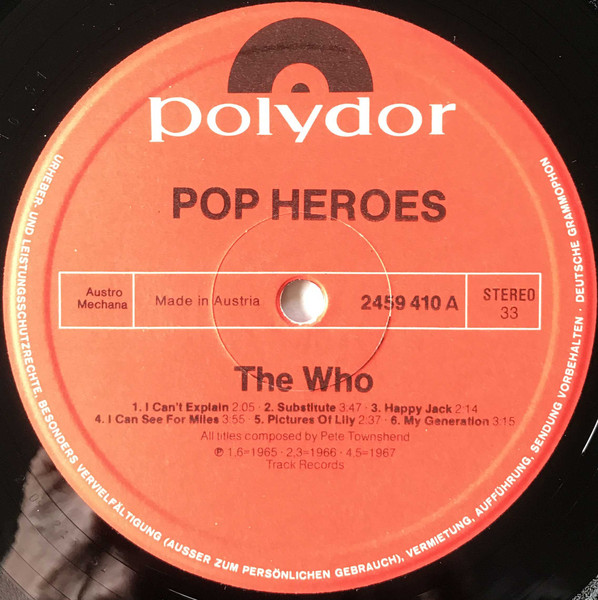 polydor
POP HEROES
Austro
Mechana
Made in Austria
2459 410 A
STEREO
33
The Who
1. I Can't Explain 2:05 · 2. Substitute 3:47 · 3. Happy Jack 2:14
4. I Can See For Miles 3:55 · 5. Pictures Of Lily 2:37 · 6. My Generation 3:15
All titles composed by Pete Townshend
℗ 1,6=1965 · 2,3=1966 · 4,5=1967
Track Records
URHEBER- UND LEISTUNGSSCHUTZRECHTE, BESONDERS VERVIELFÄLTIGUNG (AUSSER ZUM PERSÖNLICHEN GEBRAUCH), VERMIETUNG, AUFFÜHRUNG, SENDUNG VORBEHALTEN · DEUTSCHE GRAMMOPHON